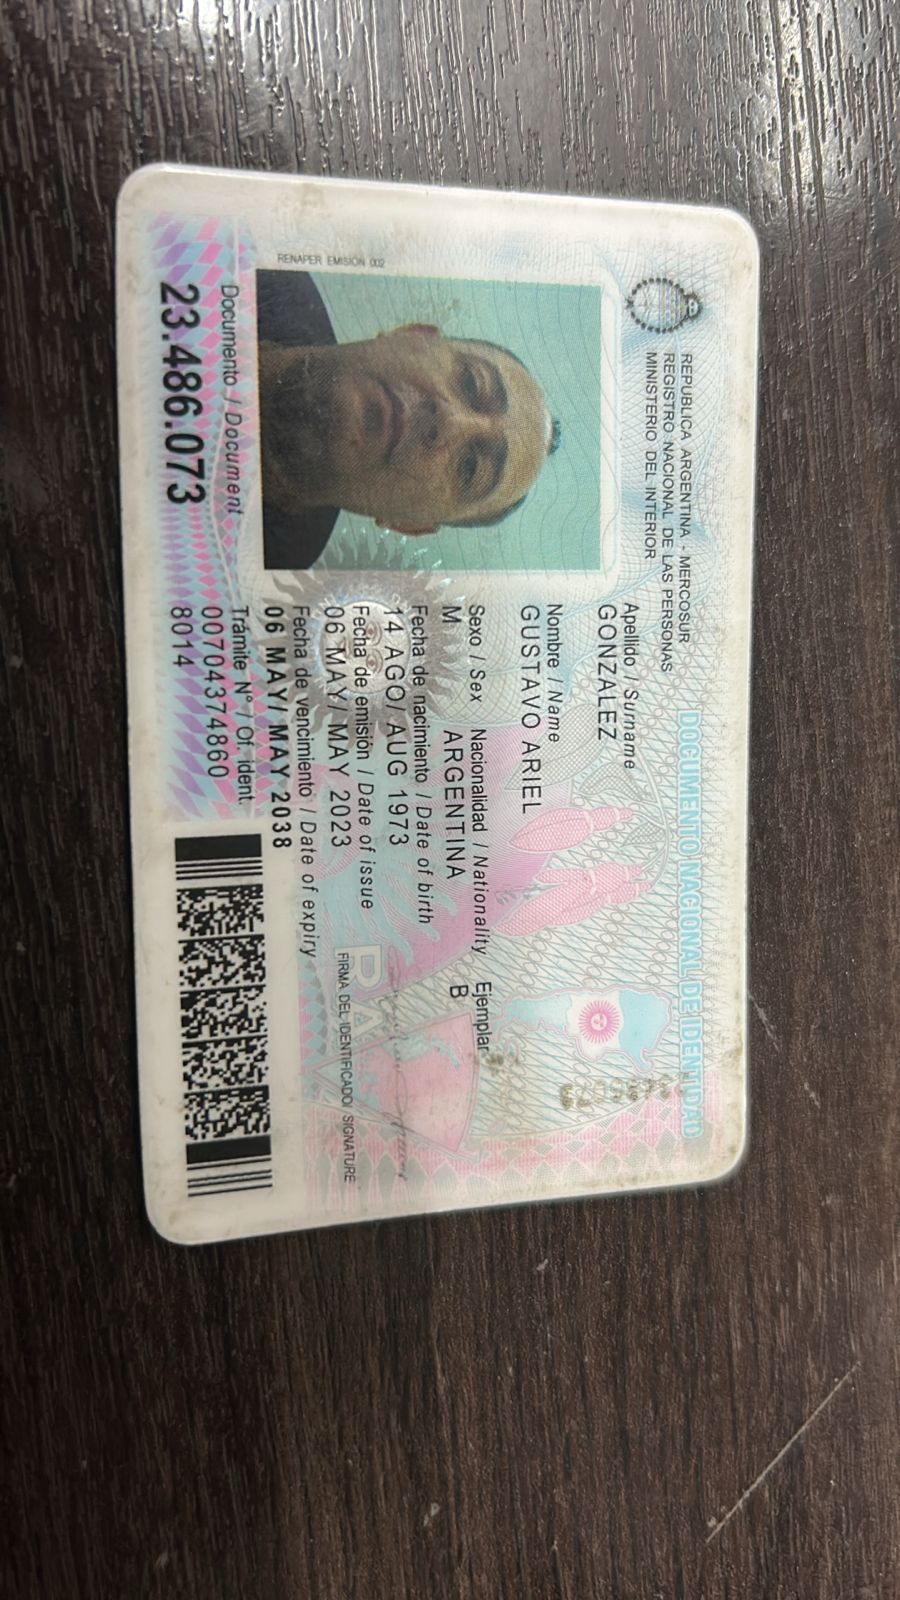 REPUBLICA ARGENTINA - MERCOSUR
REGISTRO NACIONAL DE LAS PERSONAS
MINISTERIO DEL INTERIOR
DOCUMENTO NACIONAL DE IDENTIDAD
Apellido / Surname
GONZALEZ
Nombre / Name
GUSTAVO ARIEL
Sexo / Sex Nacionalidad / Nationality Ejemplar
M ARGENTINA B
Fecha de nacimiento / Date of birth
14 AGO/ AUG 1973
Fecha de emisión / Date of issue
06 MAY/ MAY 2023
Fecha de vencimiento / Date of expiry
06 MAY/ MAY 2038
RA
FIRMA DEL IDENTIFICADO/ SIGNATURE
Trámite N° / Of. ident.
00704374860
8014
Documento / Document
23.486.073
RENAPER EMISION 002